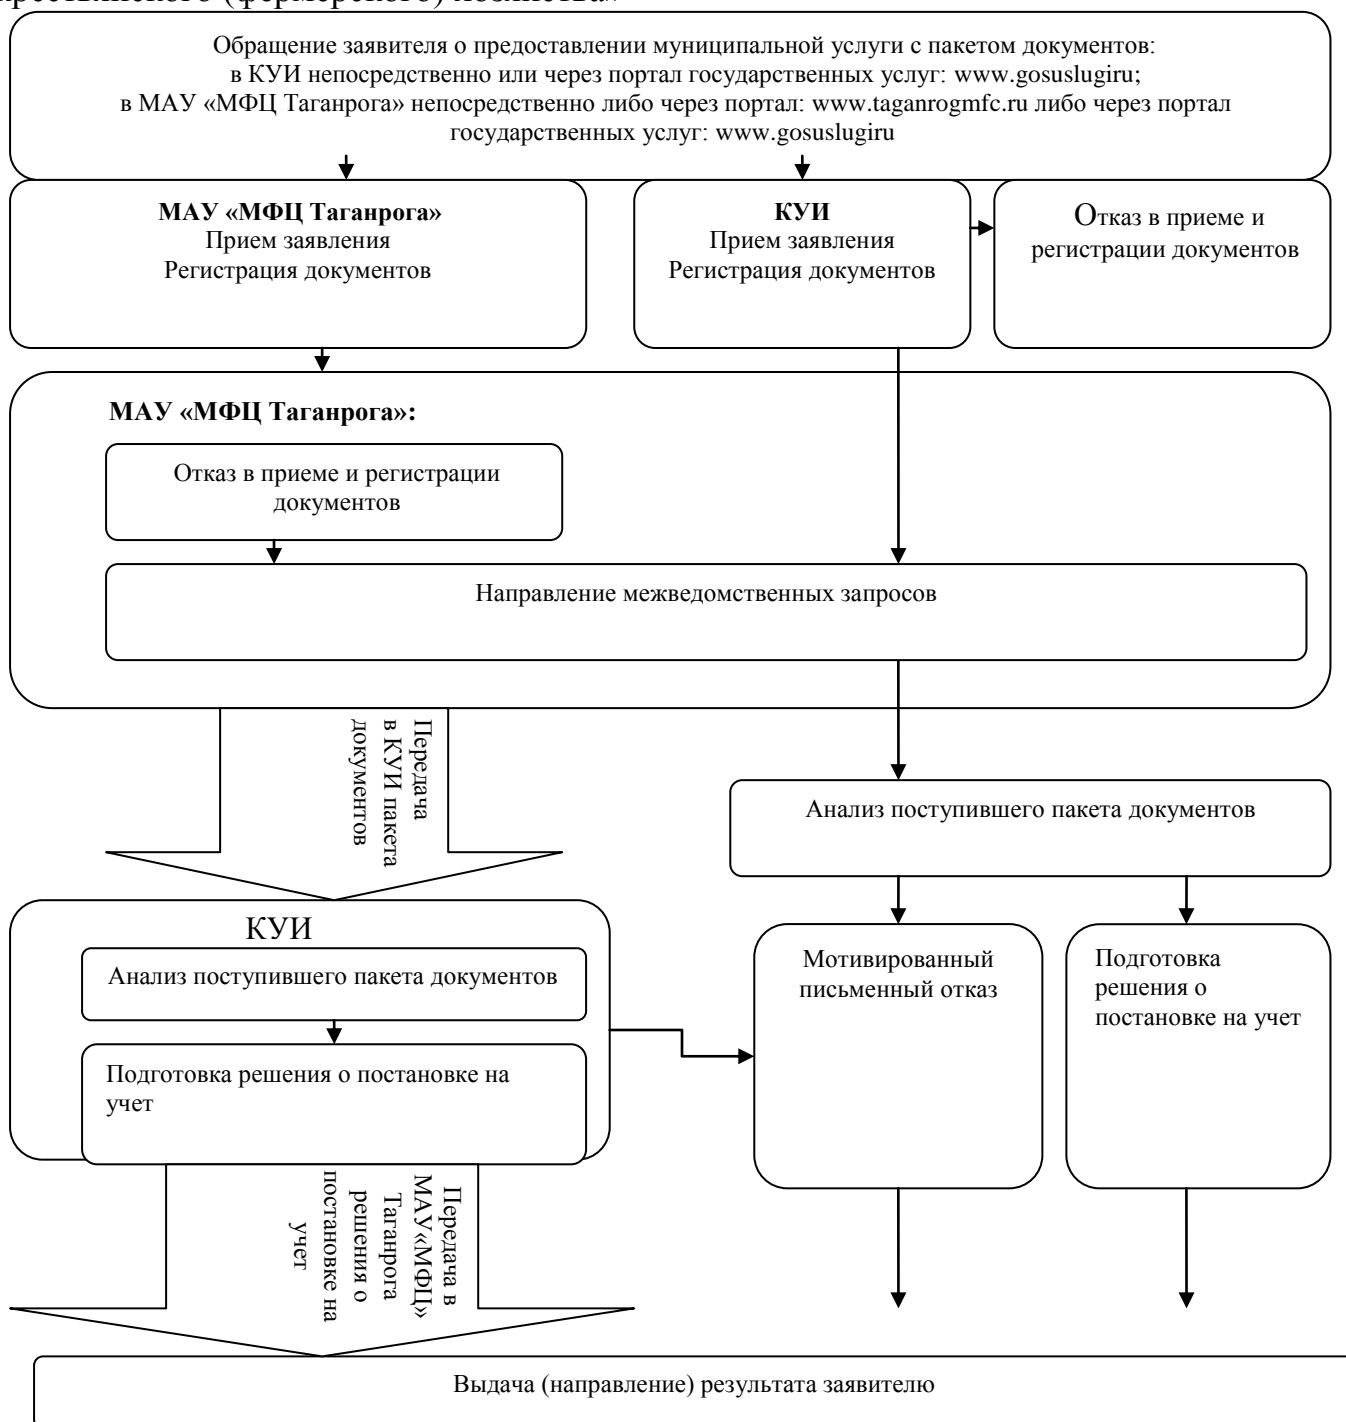 крестьянского (фермерского) хозяйства»
Обращение заявителя о предоставлении муниципальной услуги с пакетом документов:
в КУИ непосредственно или через портал государственных услуг: www.gosuslugiru;
в МАУ «МФЦ Таганрога» непосредственно либо через портал: www.taganrogmfc.ru либо через портал
государственных услуг: www.gosuslugiru
МАУ «МФЦ Таганрога»
Прием заявления
Регистрация документов
КУИ
Прием заявления
Регистрация документов
Отказ в приеме и
регистрации документов
МАУ «МФЦ Таганрога»:
Отказ в приеме и регистрации
документов
Направление межведомственных запросов
Передача
в КУИ пакета
документов
Анализ поступившего пакета документов
КУИ
Анализ поступившего пакета документов
Подготовка решения о постановке на
учет
Мотивированный
письменный отказ
Подготовка
решения о
постановке на учет
Передача в
МАУ«МФЦ»
Таганрога
решения о
постановке на
учет
Выдача (направление) результата заявителю